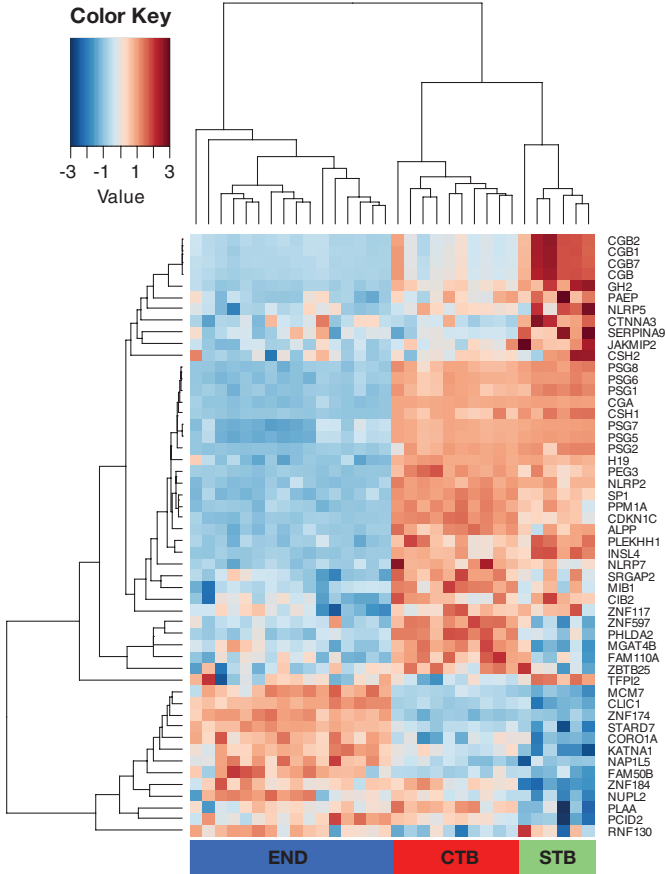 Color Key
-3 -1 1 3
Value
CGB2
CGB1
CGB7
CGB
GH2
PAEP
NLRP5
CTNNA3
SERPINA9
JAKMIP2
CSH2
PSG8
PSG6
PSG1
CGA
CSH1
PSG7
PSG5
PSG2
H19
PEG3
NLRP2
SP1
PPM1A
CDKN1C
ALPP
PLEKHH1
INSL4
NLRP7
SRGAP2
MIB1
CIB2
ZNF117
ZNF597
PHLDA2
MGAT4B
FAM110A
ZBTB25
TFPI2
MCM7
CLIC1
ZNF174
STARD7
CORO1A
KATNA1
NAP1L5
FAM50B
ZNF184
NUPL2
PLAA
PCID2
RNF130
END CTB STB